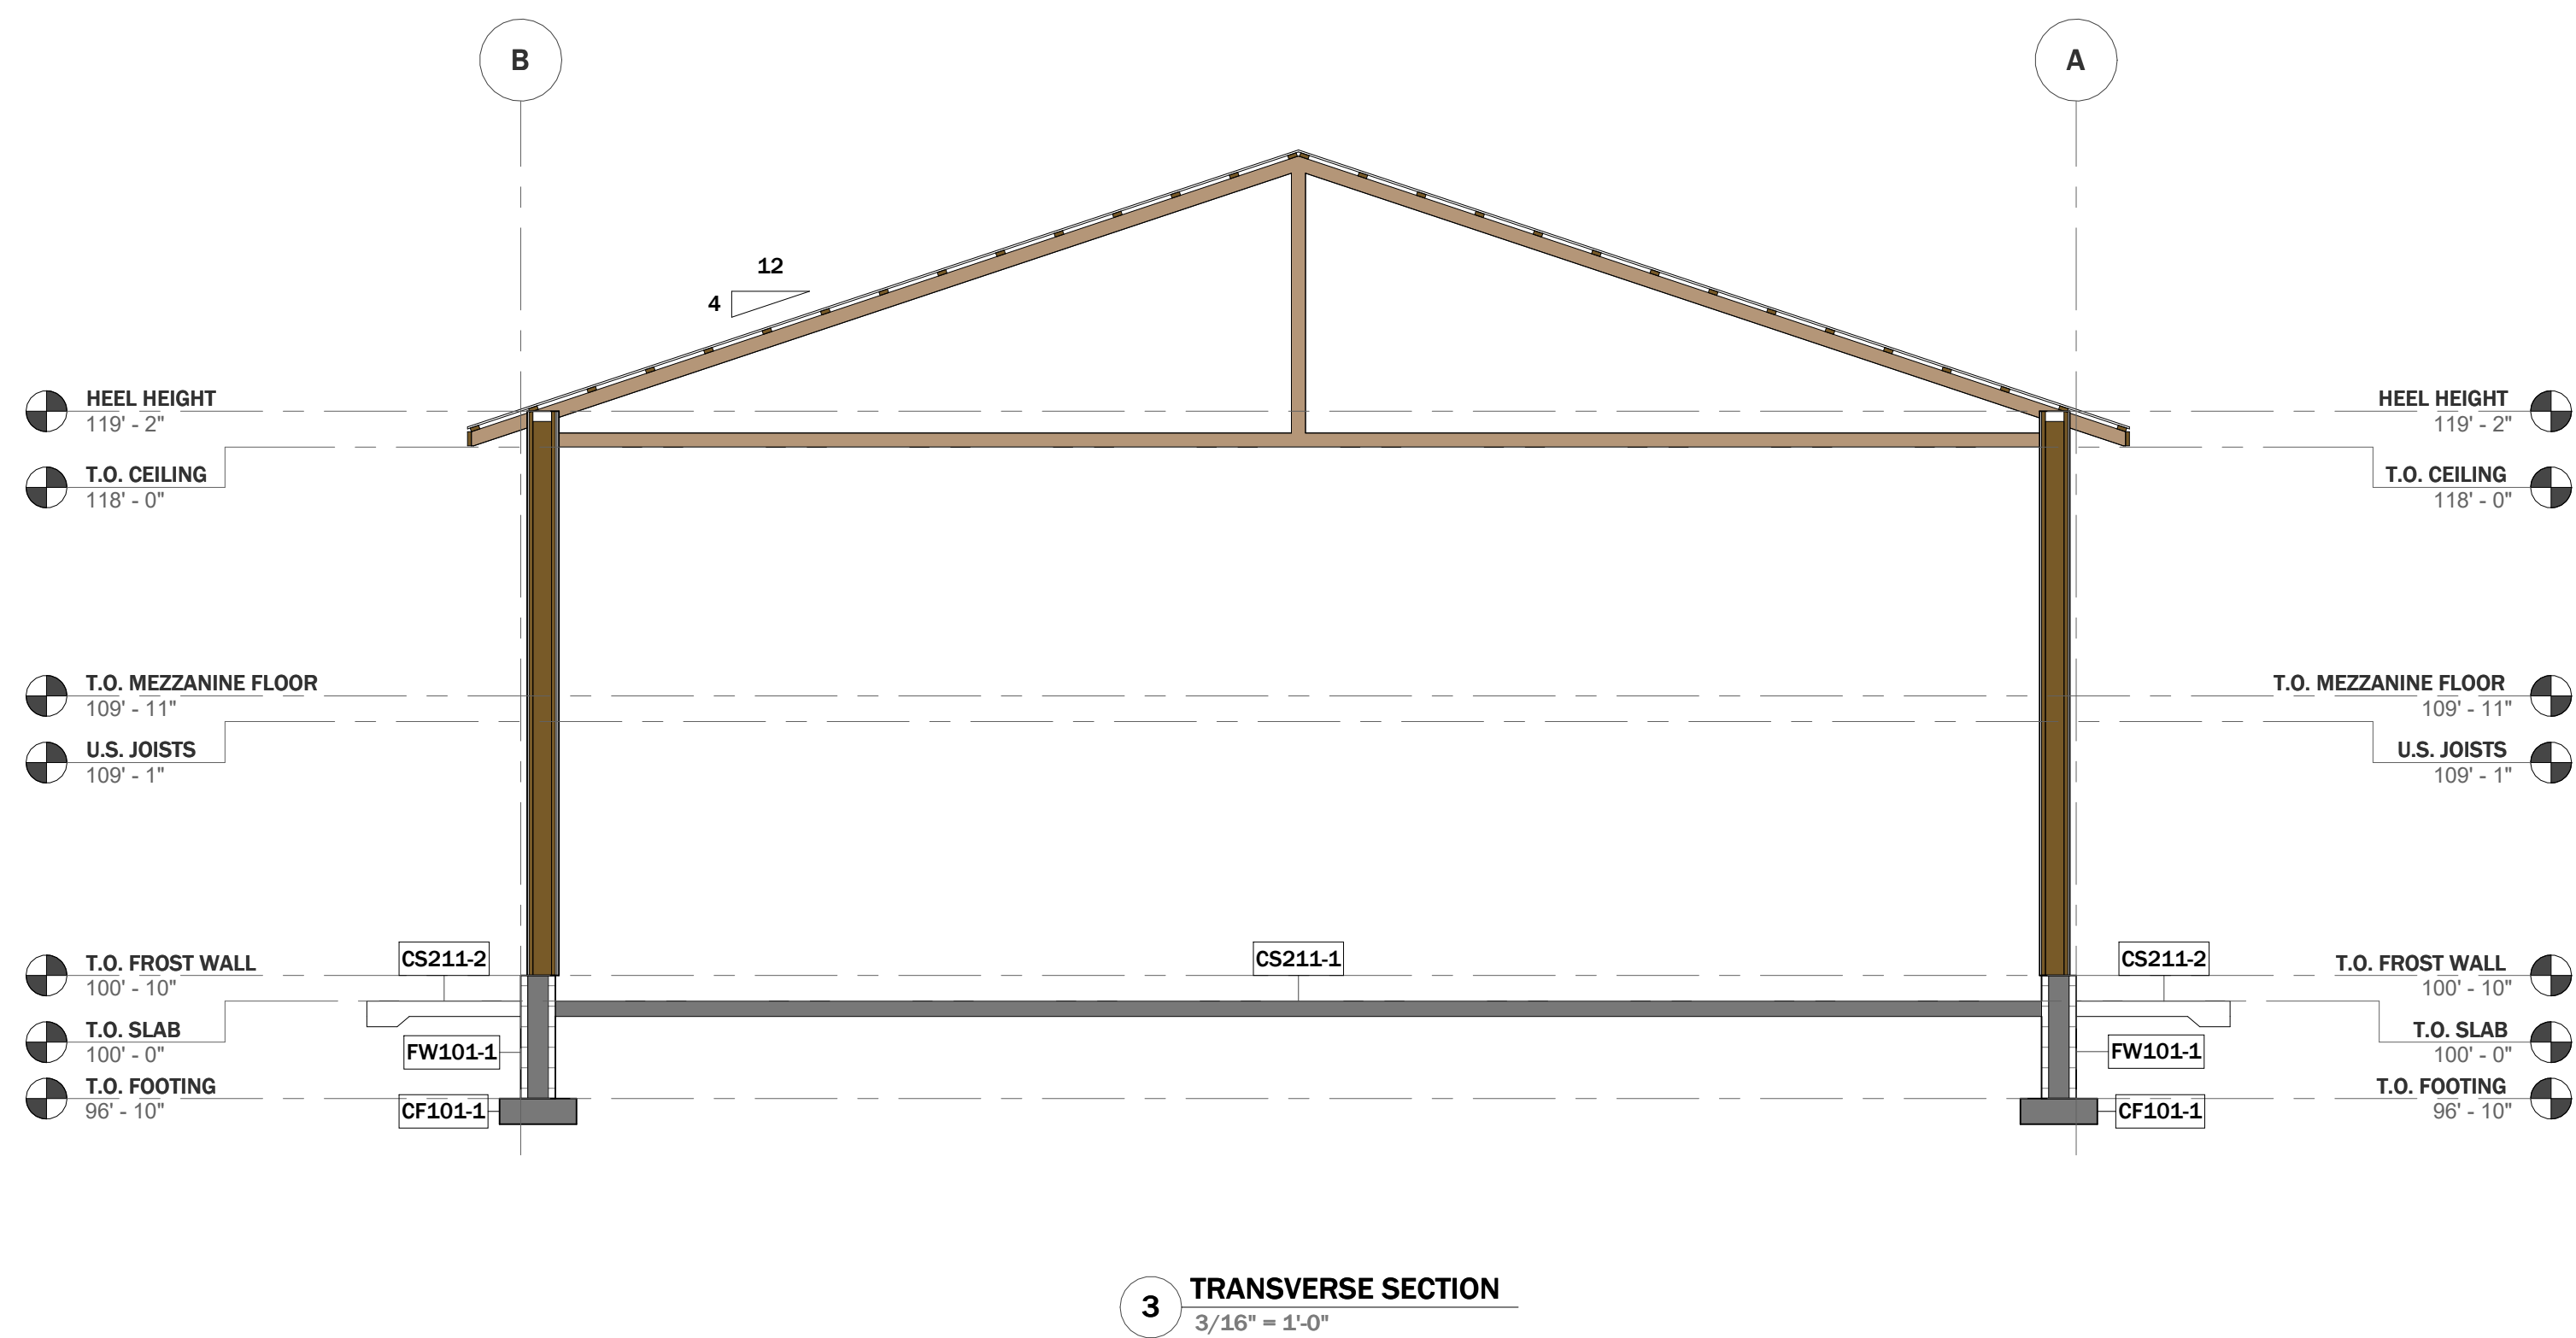 B
A
12
4
HEEL HEIGHT
119' - 2"
T.O. CEILING
118' - 0"
T.O. MEZZANINE FLOOR
109' - 11"
U.S. JOISTS
109' - 1"
T.O. FROST WALL
100' - 10"
T.O. SLAB
100' - 0"
T.O. FOOTING
96' - 10"
CS211-2
FW101-1
CF101-1
CS211-1
CS211-2
FW101-1
CF101-1
HEEL HEIGHT
119' - 2"
T.O. CEILING
118' - 0"
T.O. MEZZANINE FLOOR
109' - 11"
U.S. JOISTS
109' - 1"
T.O. FROST WALL
100' - 10"
T.O. SLAB
100' - 0"
T.O. FOOTING
96' - 10"
3
TRANSVERSE SECTION
3/16" = 1'-0"